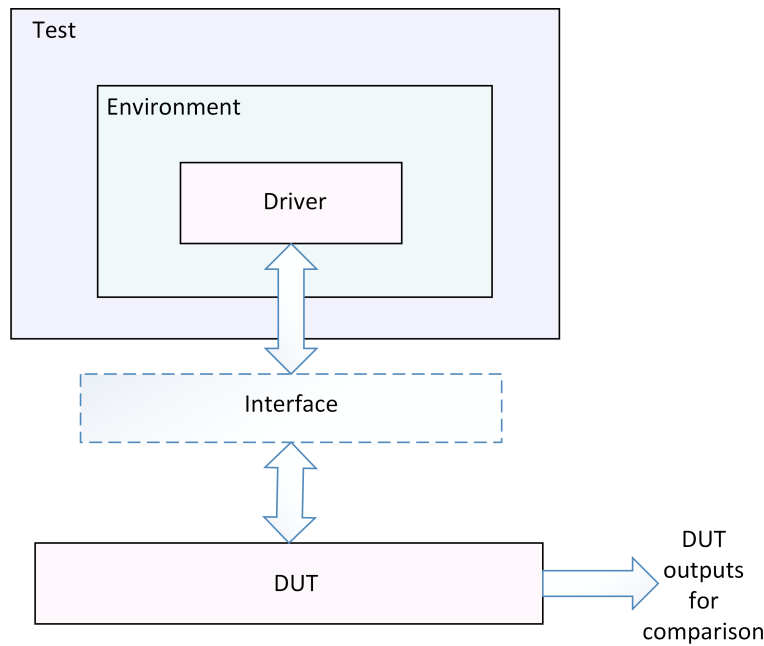 Test
Environment
Driver
Interface
DUT
DUT
outputs
for
comparison